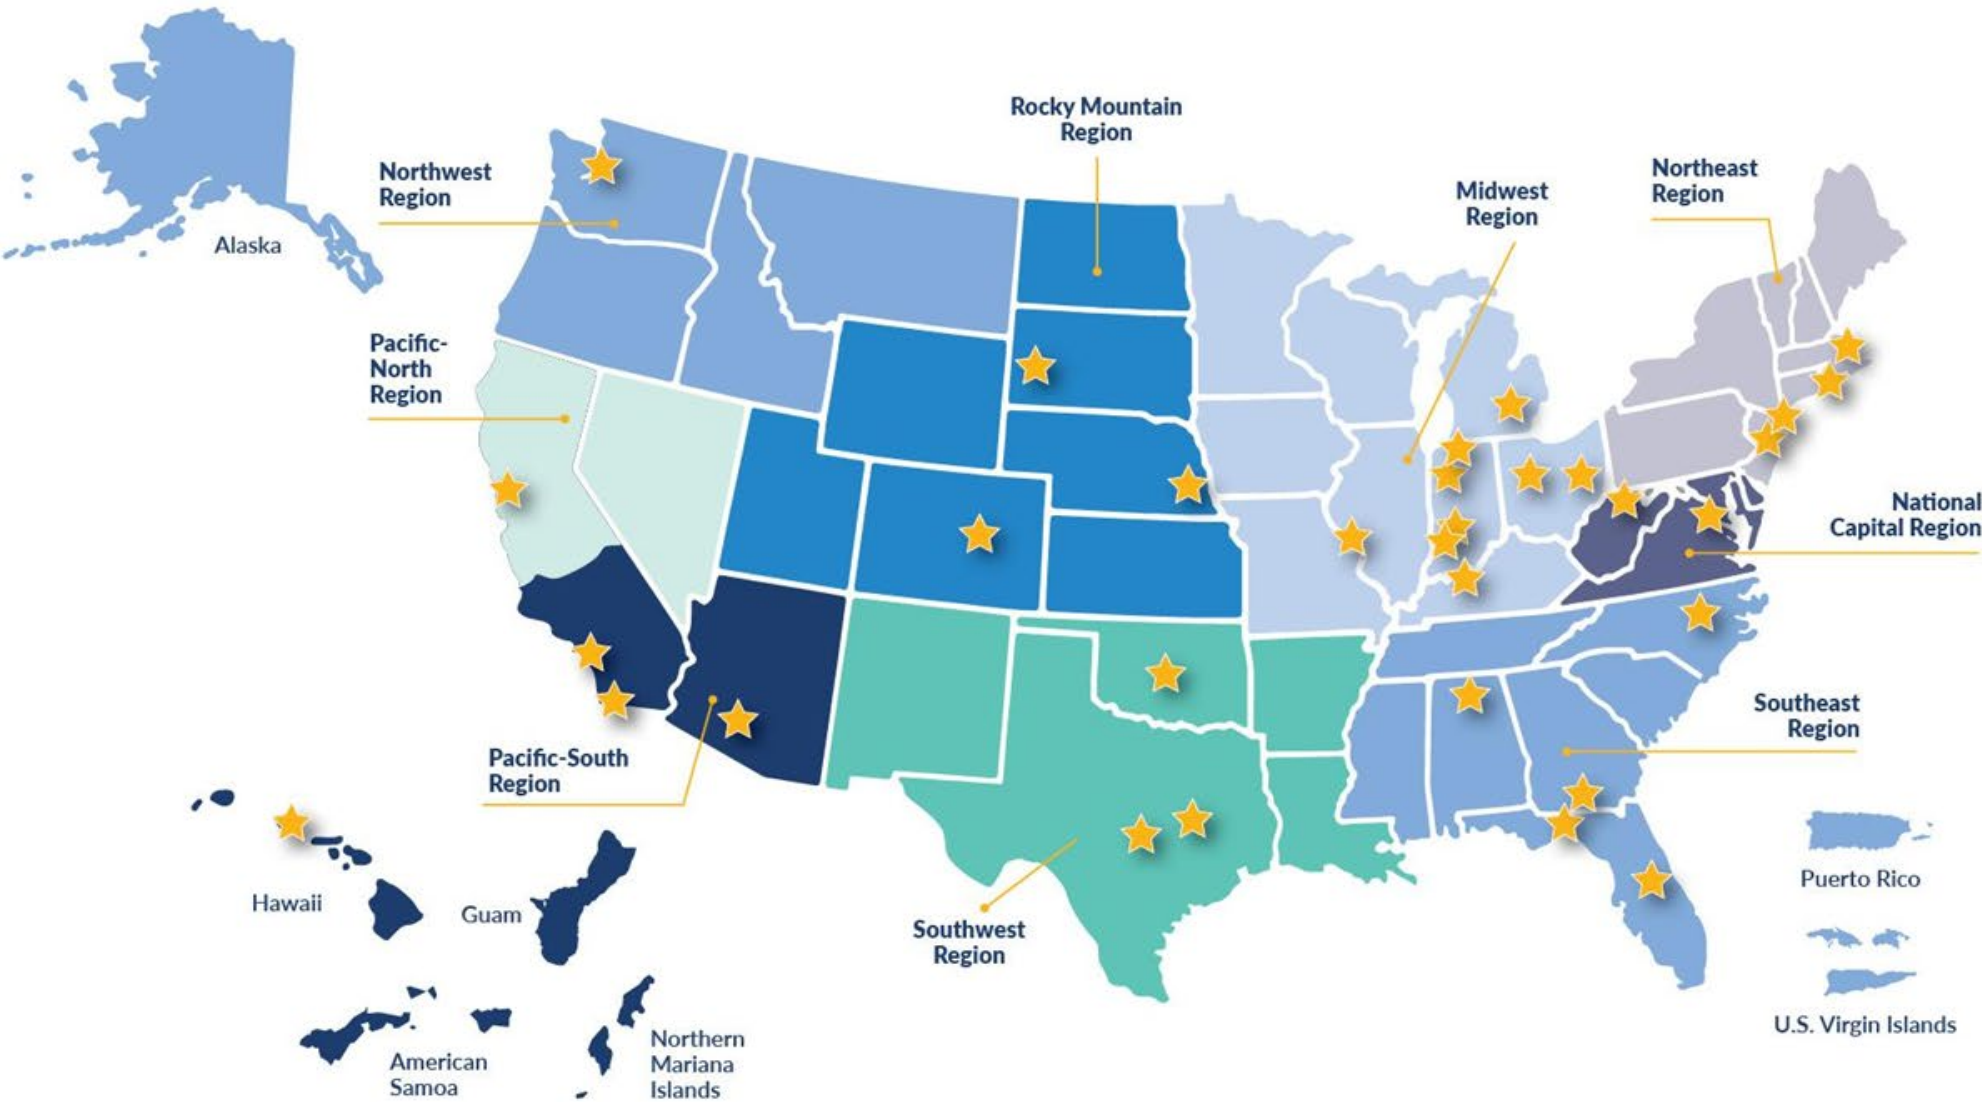 Rocky Mountain
Region
Northwest
Region
Midwest
Region
Northeast
Region
Alaska
Pacific-
North
Region
National
Capital Region
Pacific-South
Region
Southeast
Region
Hawaii
Guam
Southwest
Region
Puerto Rico
American
Samoa
Northern
Mariana
Islands
U.S. Virgin Islands